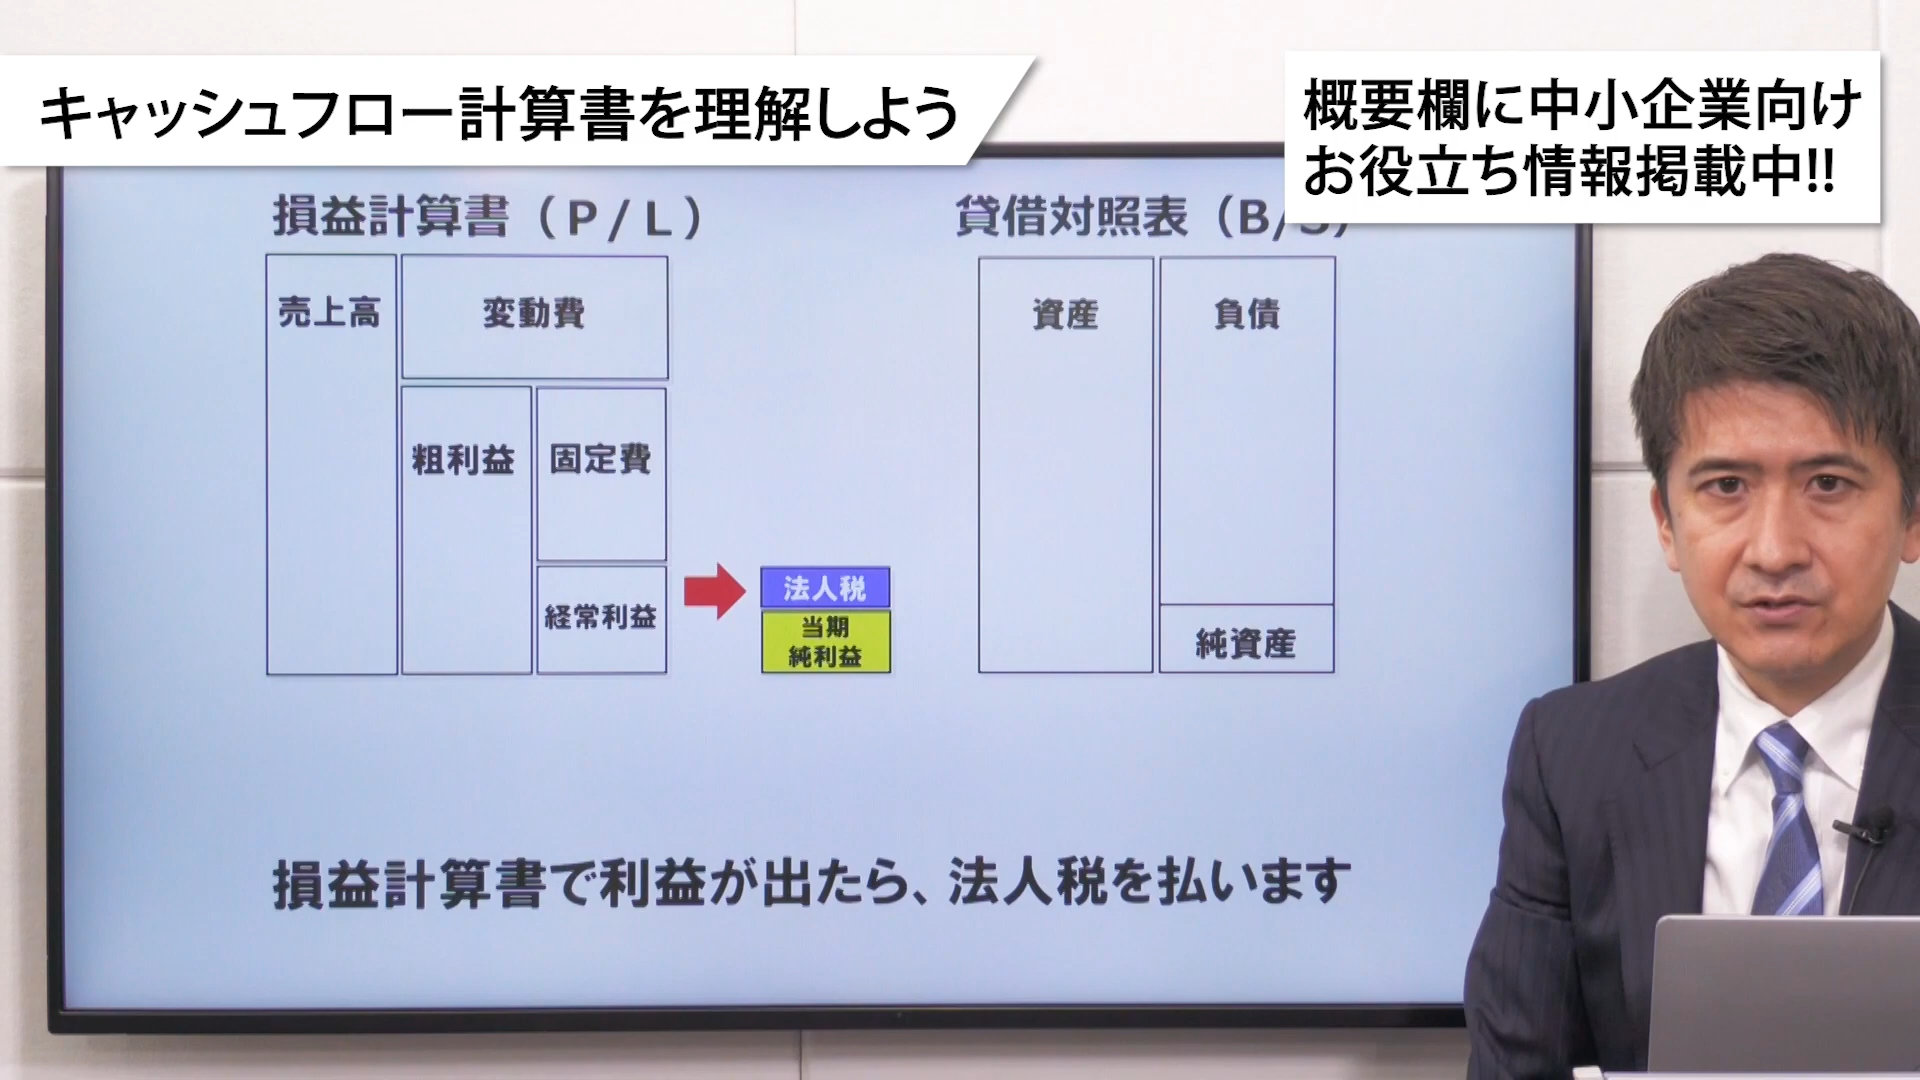 キャッシュフロー計算書を理解しよう
概要欄に中小企業向け
お役立ち情報掲載中!!
損益計算書（P/L）
売上高
変動費
粗利益
固定費
経常利益
法人税
当期
純利益
貸借対照表（B/S）
資産
負債
純資産
損益計算書で利益が出たら、法人税を払います